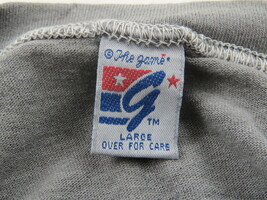 © The Game
G TM
LARGE
OVER FOR CARE